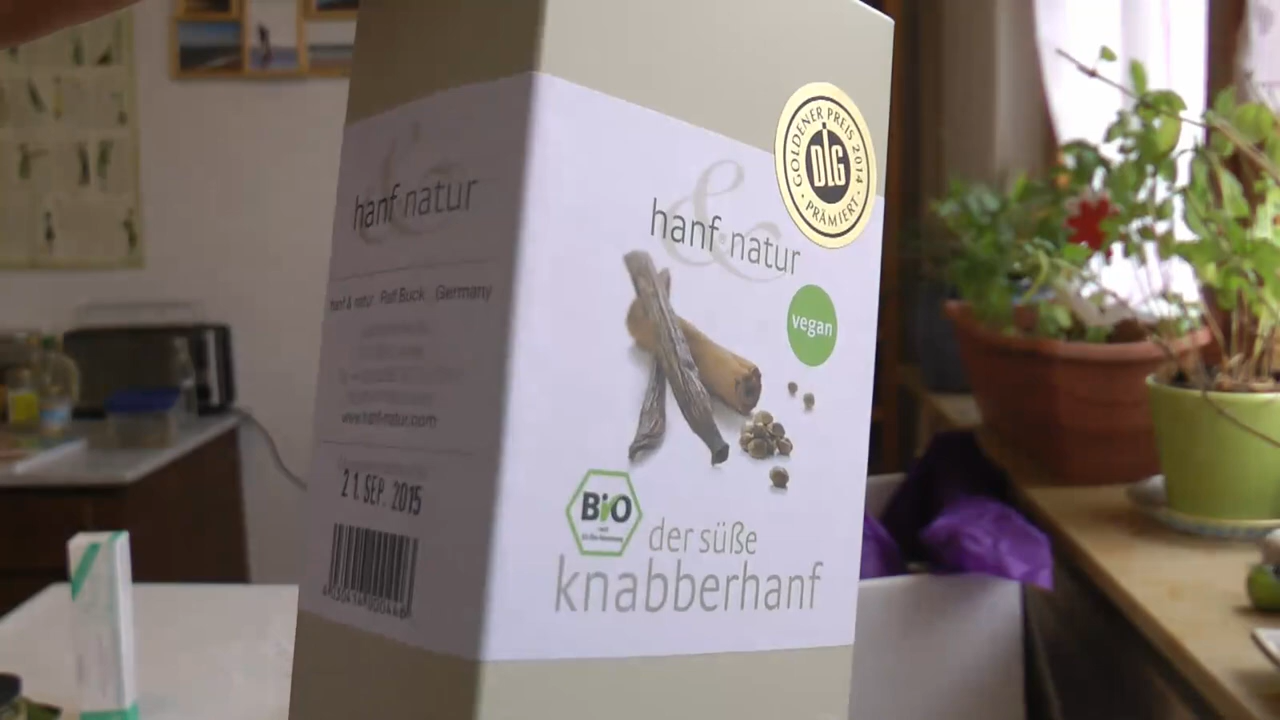 hanf & natur
hanf & natur Ralf Buck Germany
www.hanf-natur.com
21. SEP. 2015
GOLDENER PREIS 2014
DLG
PRÄMIERT
hanf & natur
vegan
BiO
der süße
knabberhanf